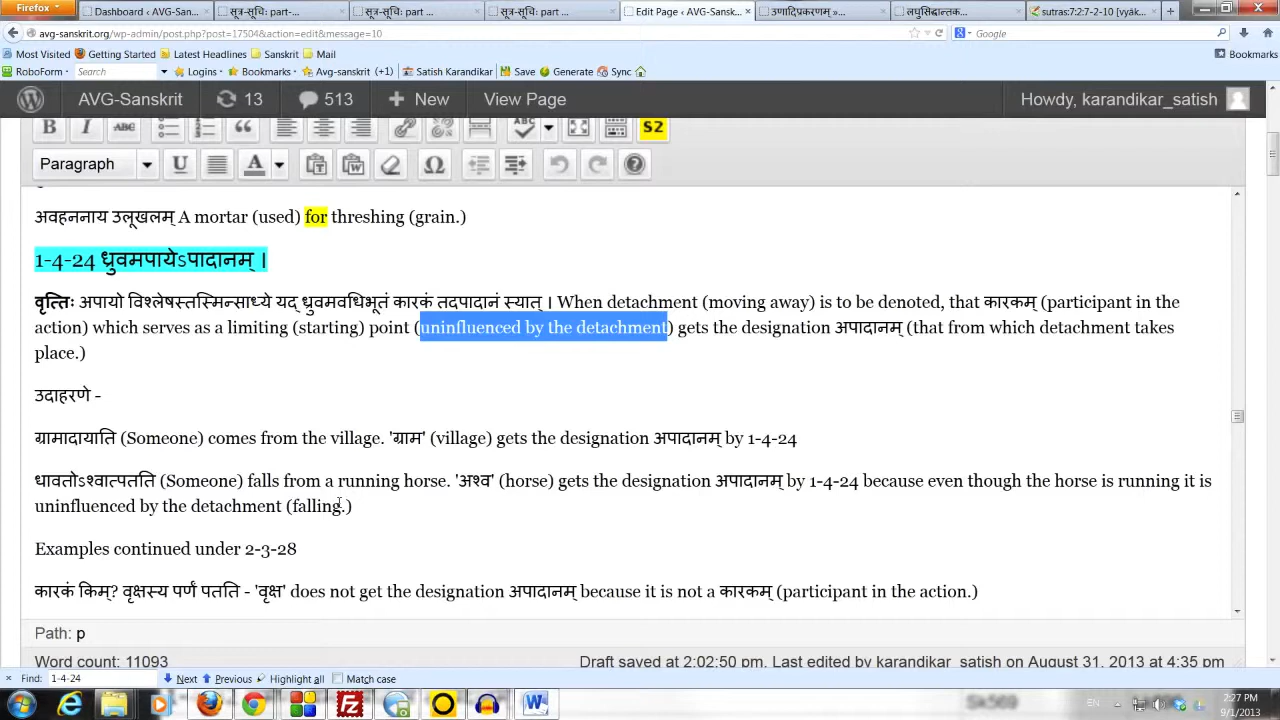 Firefox
Dashboard ‹ AVG-Sanskrit...
सूत्र-सूचि: part-...
सूत्र-सूचि: part ...
सूत्र-सूचि: part ...
Edit Page ‹ AVG-Sanskrit...
उणादिप्रकरणम् »...
लघुसिद्धान्तक...
sutras:7:2:7-2-10 [vyāk...
avg-sanskrit.org/wp-admin/post.php?post=17504&action=edit&message=10
Google
Most Visited Getting Started Latest Headlines Sanskrit Mail Bookmarks
RoboForm Search Logins Bookmarks Avg-sanskrit (+1) Satish Karandikar Save Generate Sync
AVG-Sanskrit 13 513 New View Page Howdy, karandikar_satish
B I ABC S2
Paragraph U A Ω
अवहननाय उलूखलम् A mortar (used) for threshing (grain.)
1-4-24 ध्रुवमपायेऽपादानम् ।
वृत्तिः अपायो विश्लेषस्तस्मिन्साध्ये यद् ध्रुवमवधिभूतं कारकं तदपादानं स्यात् । When detachment (moving away) is to be denoted, that कारकम् (participant in the
action) which serves as a limiting (starting) point (uninfluenced by the detachment) gets the designation अपादानम् (that from which detachment takes
place.)
उदाहरणे -
ग्रामादायाति (Someone) comes from the village. 'ग्राम' (village) gets the designation अपादानम् by 1-4-24
धावतोऽश्वात्पतति (Someone) falls from a running horse. 'अश्व' (horse) gets the designation अपादानम् by 1-4-24 because even though the horse is running it is
uninfluenced by the detachment (falling.)
Examples continued under 2-3-28
कारकं किम्? वृक्षस्य पर्णं पतति - 'वृक्ष' does not get the designation अपादानम् because it is not a कारकम् (participant in the action.)
Path: p
Word count: 11093 Draft saved at 2:02:50 pm. Last edited by karandikar_satish on August 31, 2013 at 4:35 pm
Find: 1-4-24 Next Previous Highlight all Match case
EN
2:27 PM
9/1/2013